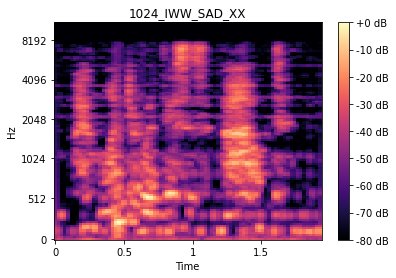 1024_IWW_SAD_XX
Hz
8192
4096
2048
1024
512
0
0
0.5
1
1.5
Time
+0 dB
-10 dB
-20 dB
-30 dB
-40 dB
-50 dB
-60 dB
-70 dB
-80 dB